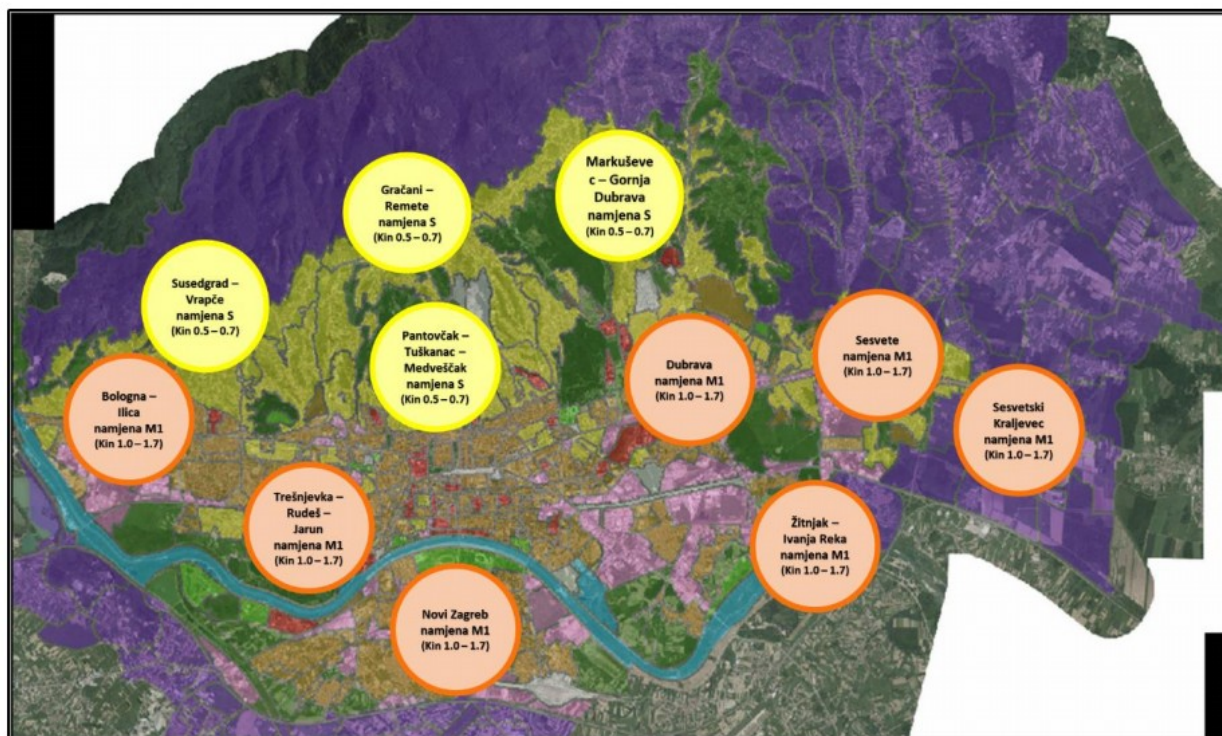 Markuševe
c – Gornja
Dubrava
namjena S
(Kin 0.5 – 0.7)
Gračani –
Remete
namjena S
(Kin 0.5 – 0.7)
Susedgrad –
Vrapče
namjena S
(Kin 0.5 – 0.7)
Pantovčak –
Tuškanac –
Medveščak
namjena S
(Kin 0.5 – 0.7)
Dubrava
namjena M1
(Kin 1.0 – 1.7)
Sesvete
namjena M1
(Kin 1.0 – 1.7)
Bologna –
Ilica
namjena M1
(Kin 1.0 – 1.7)
Sesvetski
Kraljevec
namjena M1
(Kin 1.0 – 1.7)
Trešnjevka –
Rudeš –
Jarun
namjena M1
(Kin 1.0 – 1.7)
Žitnjak –
Ivanja Reka
namjena M1
(Kin 1.0 – 1.7)
Novi Zagreb
namjena M1
(Kin 1.0 – 1.7)